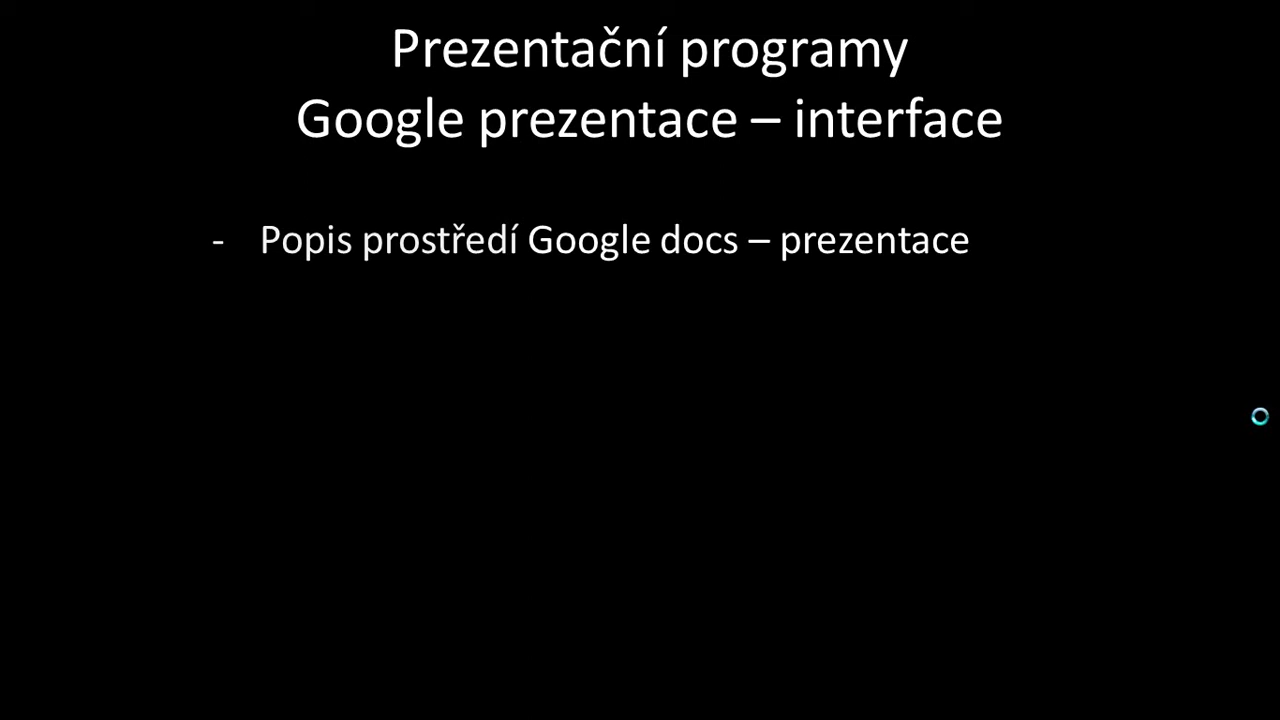 Prezentační programy
Google prezentace – interface
- Popis prostředí Google docs – prezentace